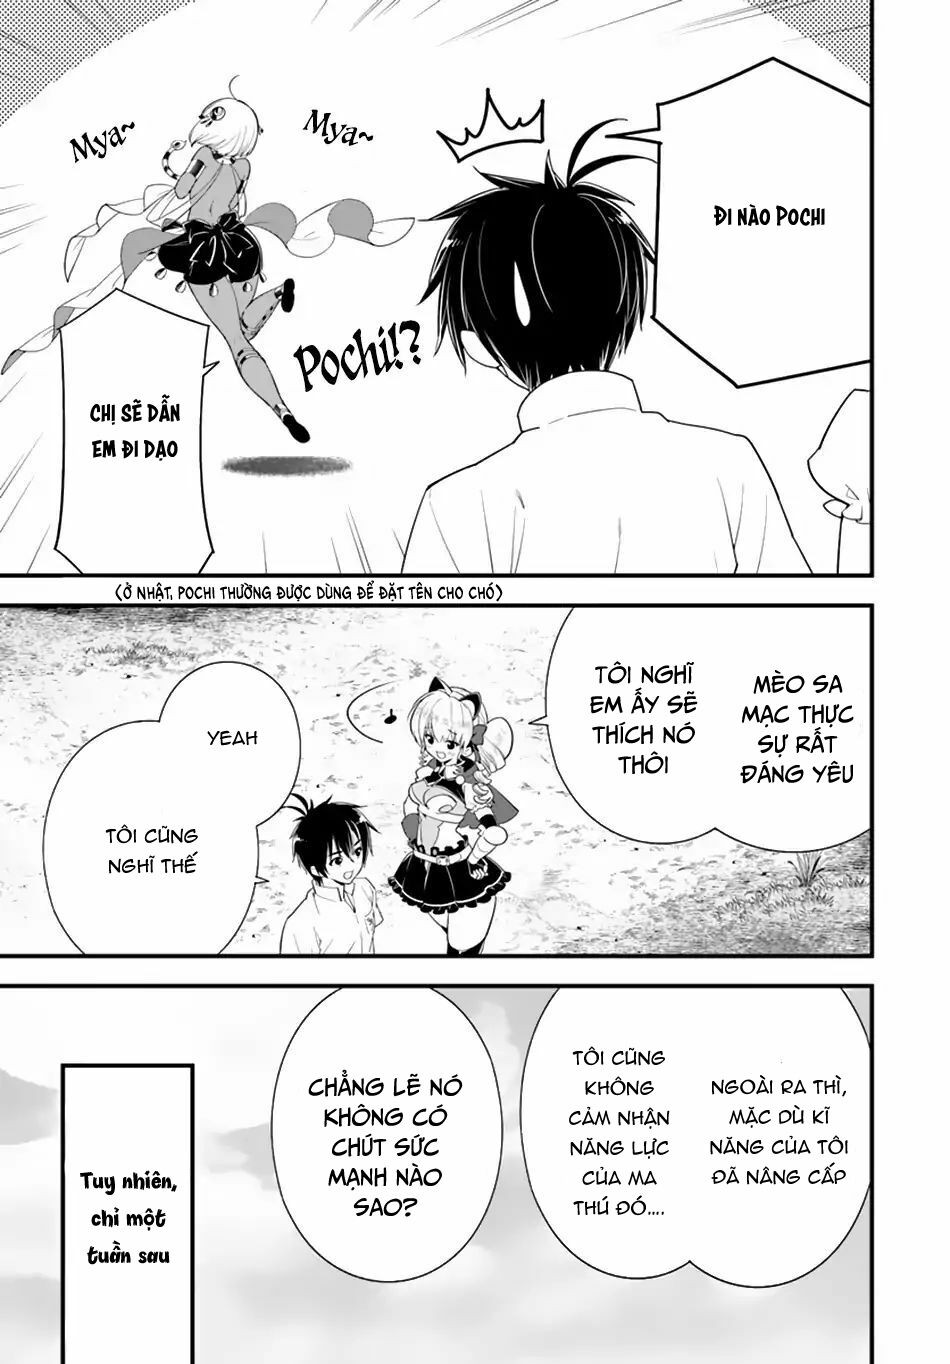 ĐI NÀO POCHI
Mya~
Mya~
Pochi!?
CHỊ SẼ DẪN
EM ĐI DẠO
(Ở NHẬT, POCHI THƯỜNG ĐƯỢC DÙNG ĐỂ ĐẶT TÊN CHO CHÓ)
MÈO SA
MẠC THỰC
SỰ RẤT
ĐÁNG YÊU
TÔI NGHĨ
EM ẤY SẼ
THÍCH NÓ
THÔI
YEAH
TÔI CŨNG
NGHĨ THẾ
NGOÀI RA THÌ,
MẶC DÙ KĨ
NĂNG CỦA TÔI
ĐÃ NÂNG CẤP
TÔI CŨNG
KHÔNG
CẢM NHẬN
NĂNG LỰC
CỦA MA
THÚ ĐÓ....
CHẲNG LẼ NÓ
KHÔNG CÓ
CHÚT SỨC
MẠNH NÀO
SAO?
Tuy nhiên,
chỉ một
tuần sau